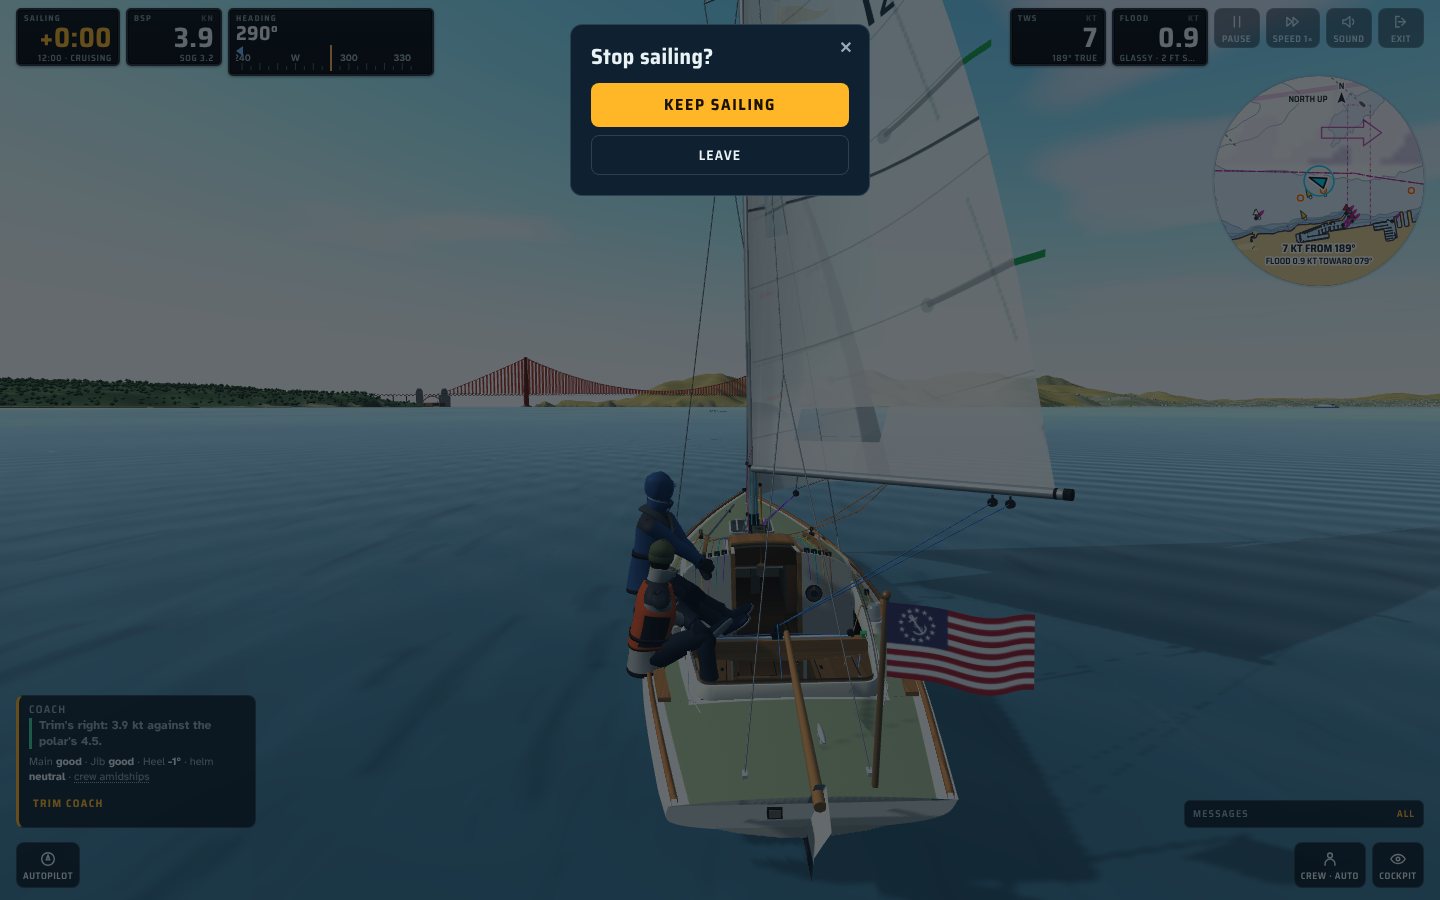 SAILING
+0:00
12:00 · CRUISING
BSP KN
3.9
SOG 3.2
HEADING
290°
240 W 300 330
Stop sailing?
×
KEEP SAILING
LEAVE
12
TWS KT
7
189° TRUE
FLOOD KT
0.9
GLASSY · 2 FT S…
PAUSE
SPEED 1×
SOUND
EXIT
N
NORTH UP
7 KT FROM 189°
FLOOD 0.9 KT TOWARD 079°
COACH
Trim's right: 3.9 kt against the
polar's 4.5.
Main good · Jib good · Heel -1° · helm
neutral · crew amidships
TRIM COACH
AUTOPILOT
MESSAGES ALL
CREW · AUTO
COCKPIT